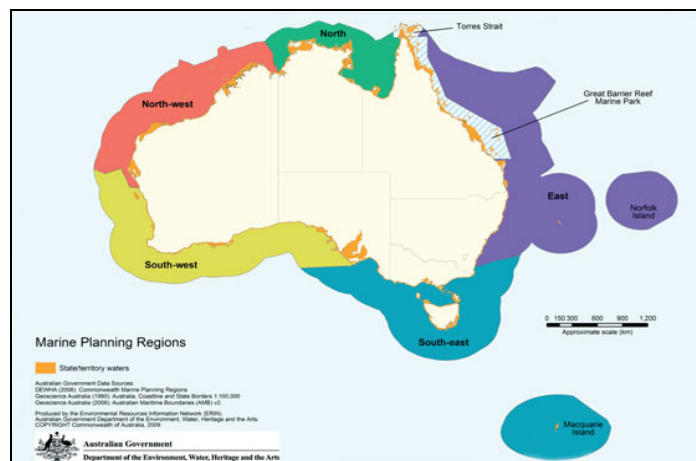 Torres Strait
North
Great Barrier Reef
Marine Park
North-west
East
Norfolk
Island
South-west
0 150 300 600 900 1,200
Approximate scale (km)
South-east
Marine Planning Regions
State/territory waters
Australian Government Data Sources:
DEWHA (2008): Commonwealth Marine Planning Regions
Geoscience Australia (1990): Australia, Coastline and State Borders 1:100,000
Geoscience Australia (2006): Australian Maritime Boundaries (AMB) v2
Produced by the Environmental Resources Information Network (ERIN)
Australian Government Department of the Environment, Water, Heritage and the Arts.
COPYRIGHT Commonwealth of Australia, 2009.
Macquarie
Island
Australian Government
Department of the Environment, Water, Heritage and the Arts